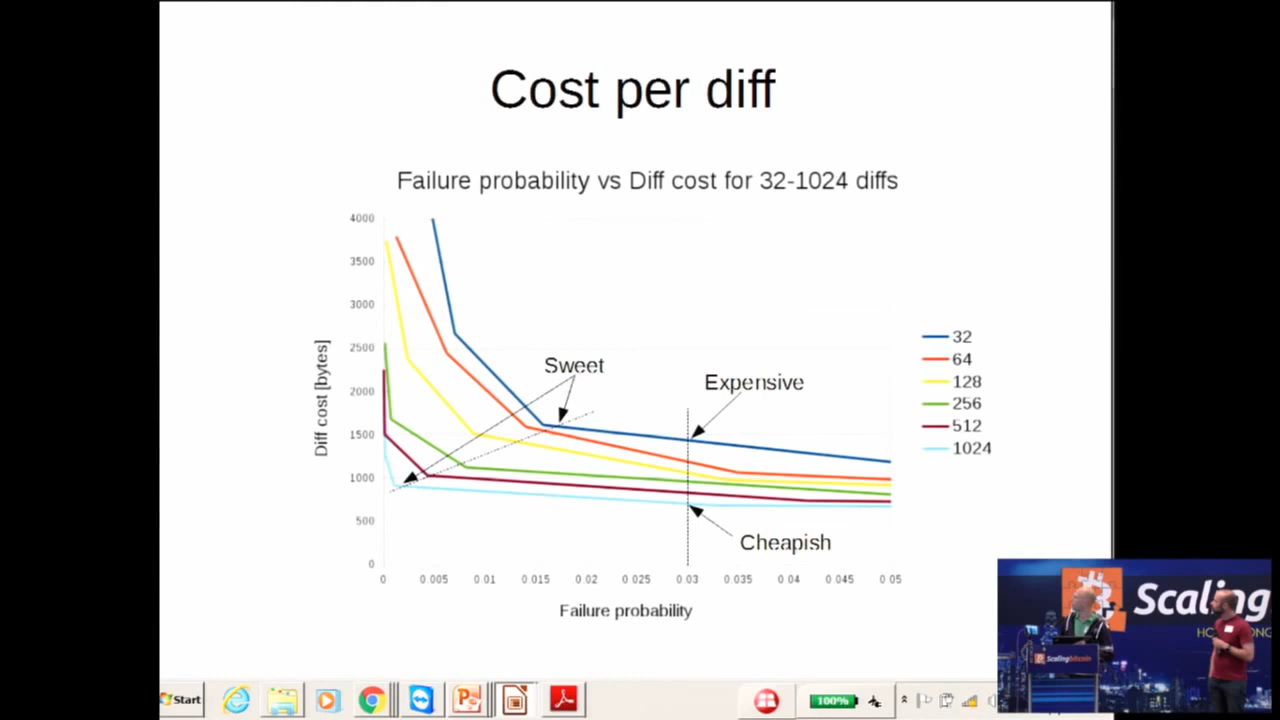 Cost per diff
Failure probability vs Diff cost for 32-1024 diffs
Diff cost [bytes]
4000
3500
3000
2500
2000
1500
1000
500
0
0
0 005
0 01
0 015
0 02
0 025
0 03
0 035
0 04
0 045
0 05
Failure probability
Sweet
Expensive
Cheapish
32
64
128
256
512
1024
Scaling
Scalingbitcoin
Start
100%